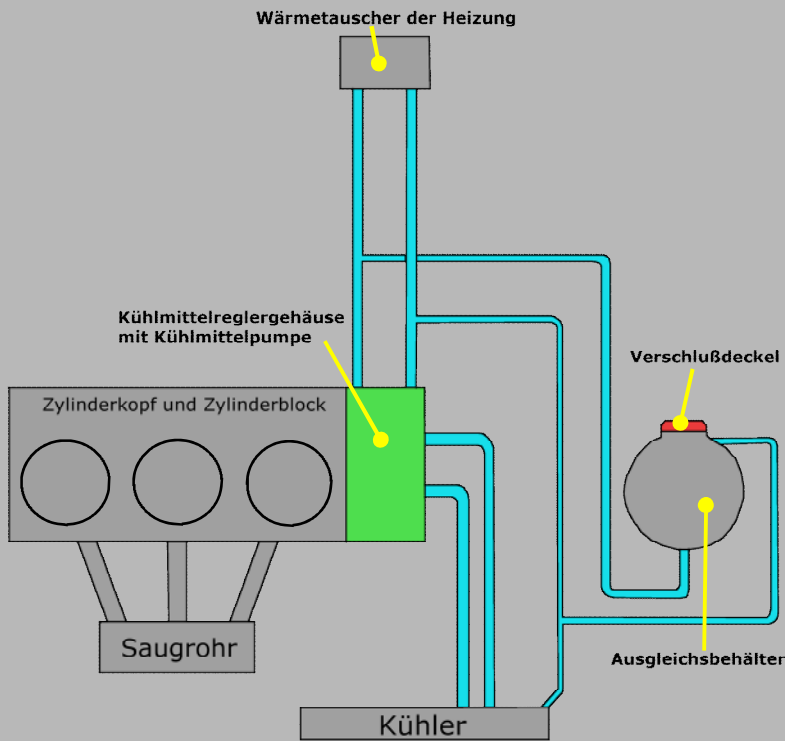 Wärmetauscher der Heizung
Kühlmittelreglergehäuse
mit Kühlmittelpumpe
Verschlußdeckel
Zylinderkopf und Zylinderblock
Saugrohr
Ausgleichsbehälter
Kühler